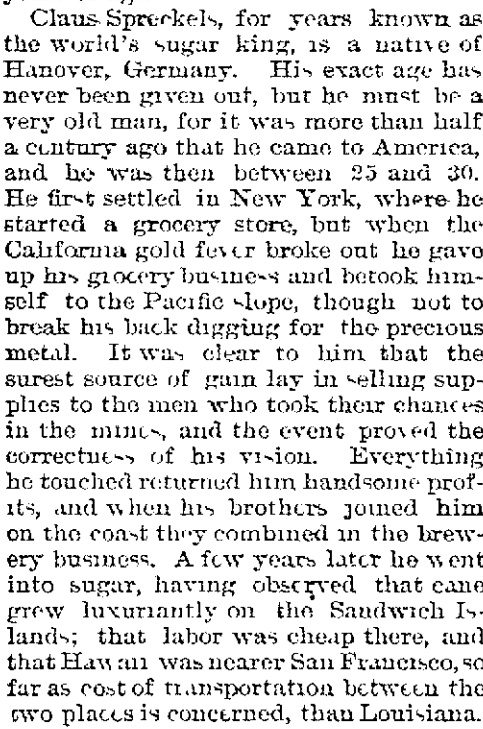 Claus Spreckels, for years known as
the world's sugar king, is a native of
Hanover, Germany. His exact age has
never been given out, but he must be a
very old man, for it was more than half
a century ago that he came to America,
and he was then between 25 and 30.
He first settled in New York, where he
started a grocery store, but when the
California gold fever broke out he gave
up his grocery business and betook him-
self to the Pacific slope, though not to
break his back digging for the precious
metal. It was clear to him that the
surest source of gain lay in selling sup-
plies to the men who took their chances
in the mines, and the event proved the
correctness of his vision. Everything
he touched returned him handsome prof-
its, and when his brothers joined him
on the coast they combined in the brew-
ery business. A few years later he went
into sugar, having observed that cane
grew luxuriantly on the Sandwich Is-
lands; that labor was cheap there, and
that Hawaii was nearer San Francisco, so
far as cost of transportation between the
two places is concerned, than Louisiana.